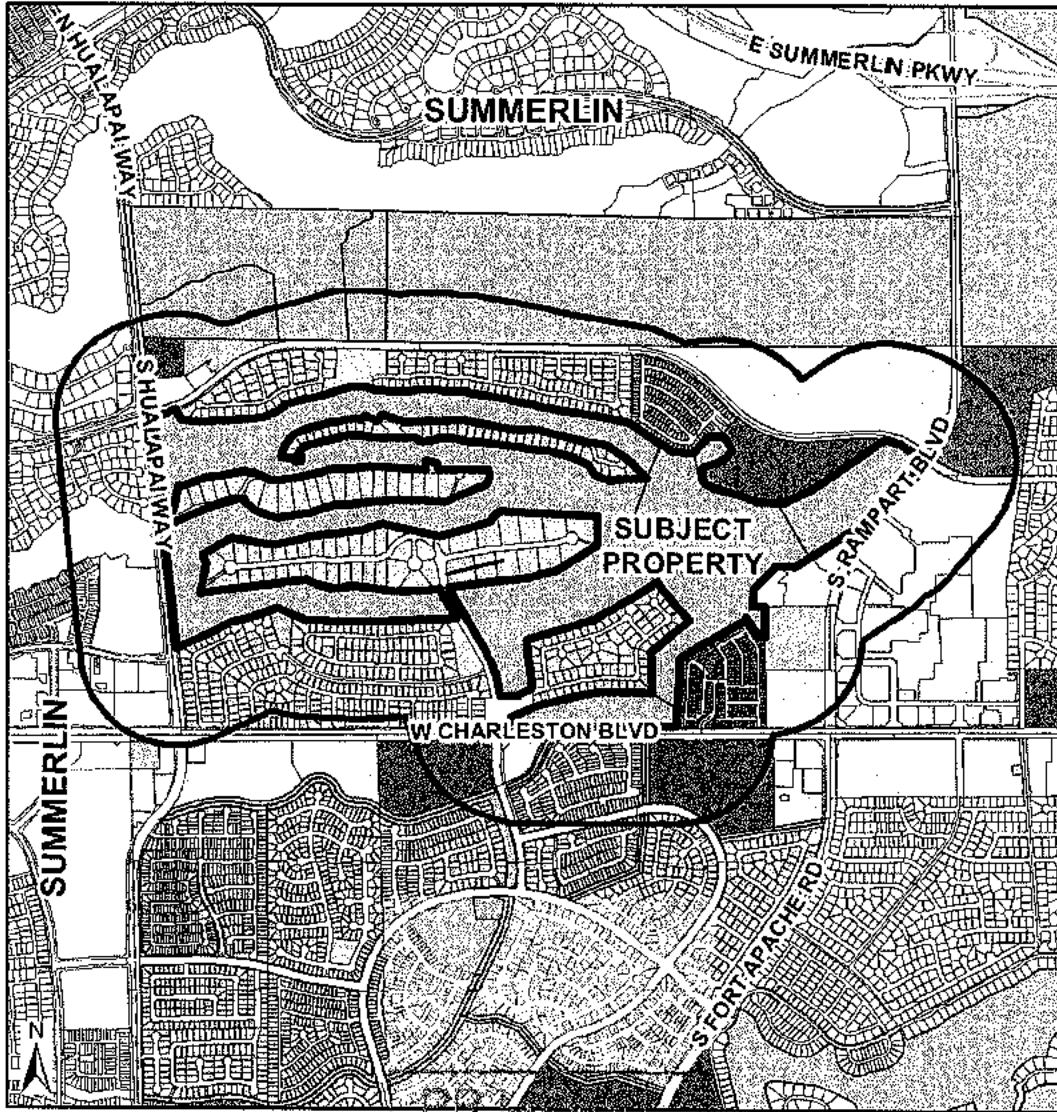 N HUALAPAI WAY
E SUMMERLIN PKWY
SUMMERLIN
S HUALAPAI WAY
S RAMPART BLVD
SUBJECT
PROPERTY
W CHARLESTON BLVD
SUMMERLIN
S FORT APACHE RD
N